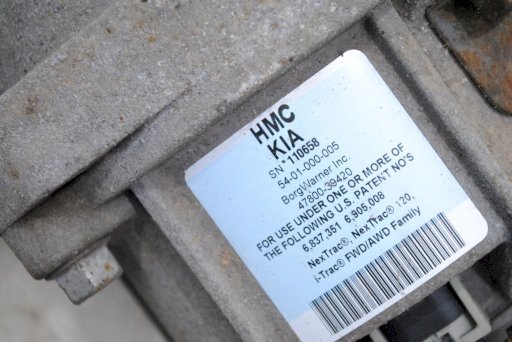 HMC
KIA
SN *110658
54-01-000-005
BorgWarner Inc.
47800-39420
FOR USE UNDER ONE OR MORE OF
THE FOLLOWING U.S. PATENT NO'S
6,837,351 6,905,008
NexTrac®, NexTrac® 120,
I-Trac® FWD/AWD Family